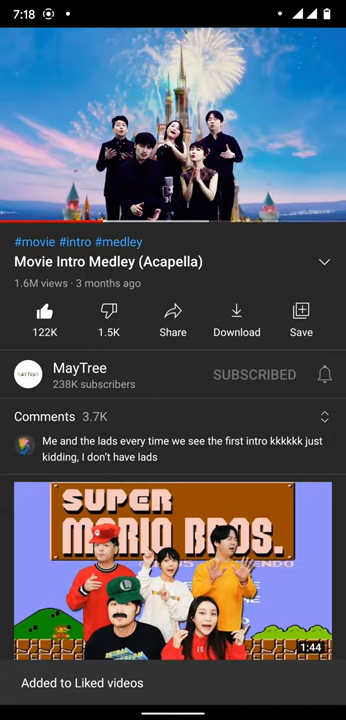 7:18
#movie #intro #medley
Movie Intro Medley (Acapella)
1.6M views · 3 months ago
122K
1.5K
Share
Download
Save
MAYTREE
MayTree
238K subscribers
SUBSCRIBED
Comments 3.7K
Me and the lads every time we see the first intro kkkkkk just
kidding, I don't have lads
SUPER
MARIO BROS.
NINTENDO
1:44
Added to Liked videos